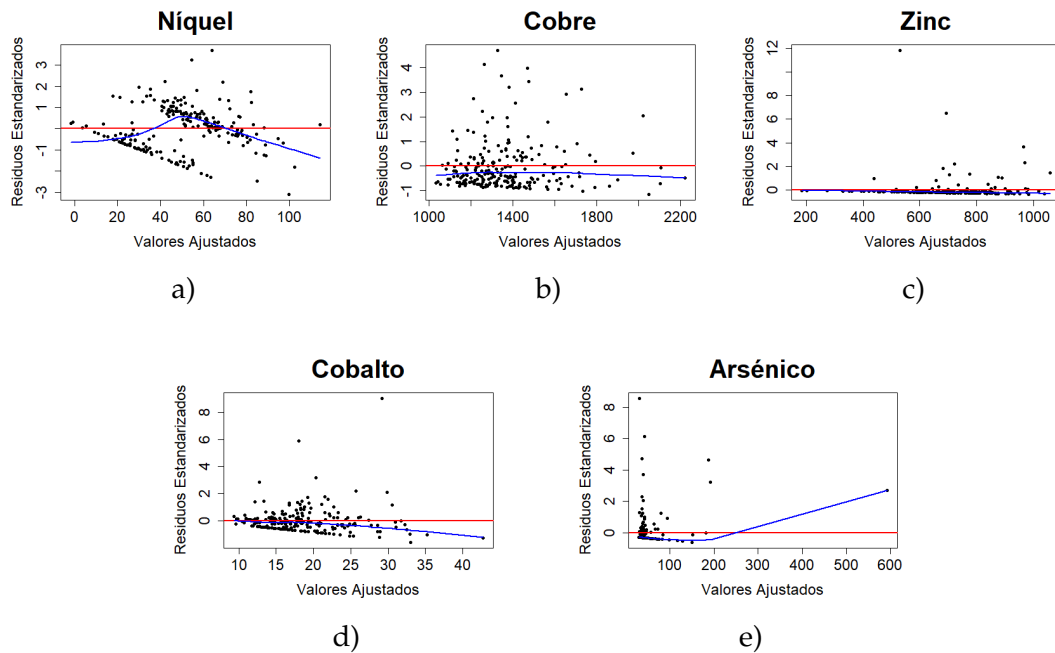 Níquel
Residuos Estandarizados
3
1
-1
-3
0 20 40 60 80 100
Valores Ajustados
a)
Cobre
Residuos Estandarizados
4
3
2
1
0
-1
1000 1400 1800 2200
Valores Ajustados
b)
Zinc
Residuos Estandarizados
12
8
6
4
2
0
200 400 600 800 1000
Valores Ajustados
c)
Cobalto
Residuos Estandarizados
8
6
4
2
0
10 15 20 25 30 35 40
Valores Ajustados
d)
Arsénico
Residuos Estandarizados
8
6
4
2
0
100 200 300 400 500 600
Valores Ajustados
e)